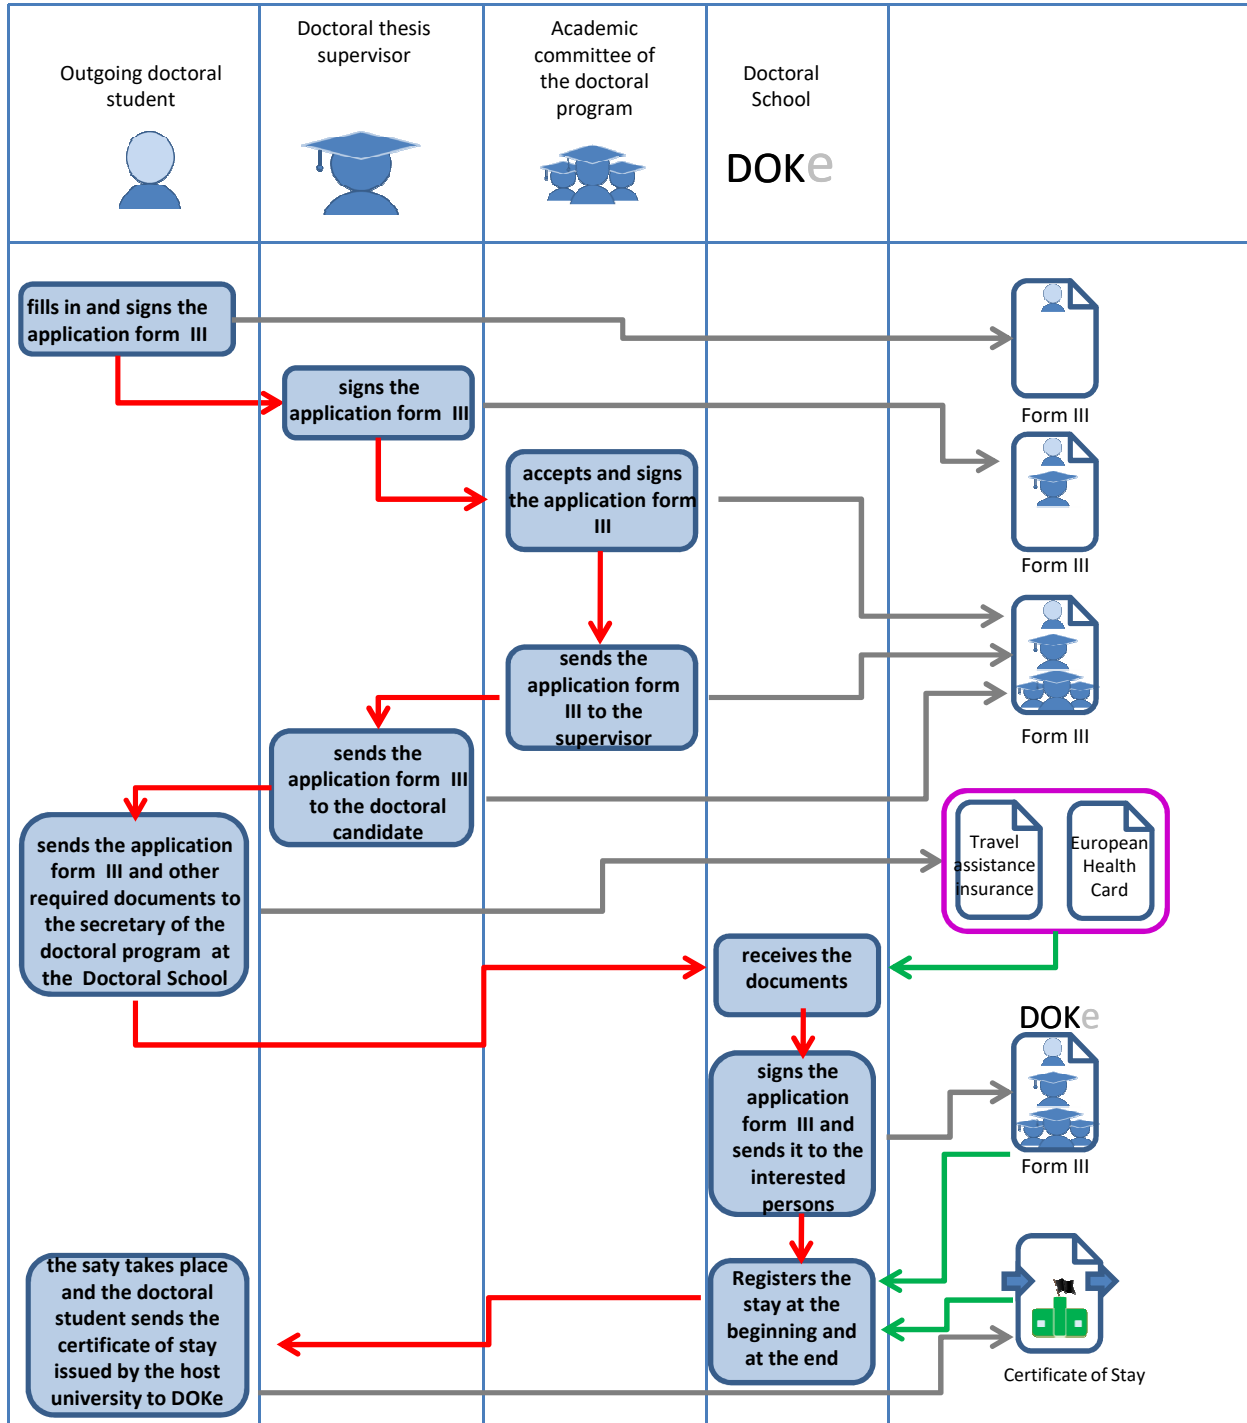 Outgoing doctoral
student
Doctoral thesis
supervisor
Academic
committee of
the doctoral
program
Doctoral
School
DOKe
fills in and signs the
application form III
Form III
signs the
application form III
Form III
accepts and signs
the application form
III
sends the
application form
III to the
supervisor
Form III
sends the
application form III
to the doctoral
candidate
sends the application
form III and other
required documents to
the secretary of the
doctoral program at
the Doctoral School
Travel
assistance
insurance
European
Health
Card
receives the
documents
DOKe
signs the
application
form III and
sends it to the
interested
persons
Form III
Registers the
stay at the
beginning and
at the end
the saty takes place
and the doctoral
student sends the
certificate of stay
issued by the host
university to DOKe
Certificate of Stay